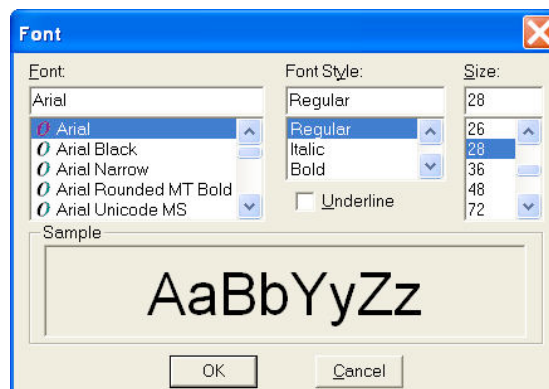 Font
Font: Font Style: Size:
Arial Regular 28
Arial Regular 26
Arial Black Italic 28
Arial Narrow Bold 36
Arial Rounded MT Bold 48
Arial Unicode MS Underline 72
Sample
AaBbYyZz
OK Cancel